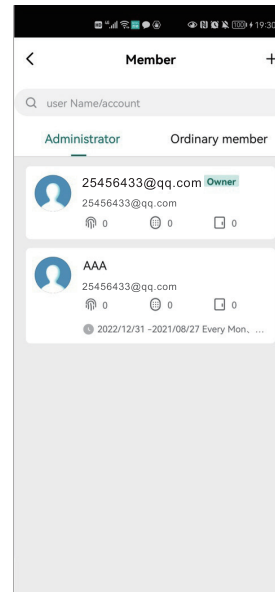 19:30
Member
user Name/account
Administrator Ordinary member
25456433@qq.com Owner
25456433@qq.com
0 0 0
AAA
25456433@qq.com
0 0 0
2022/12/31 -2021/08/27 Every Mon、 ...